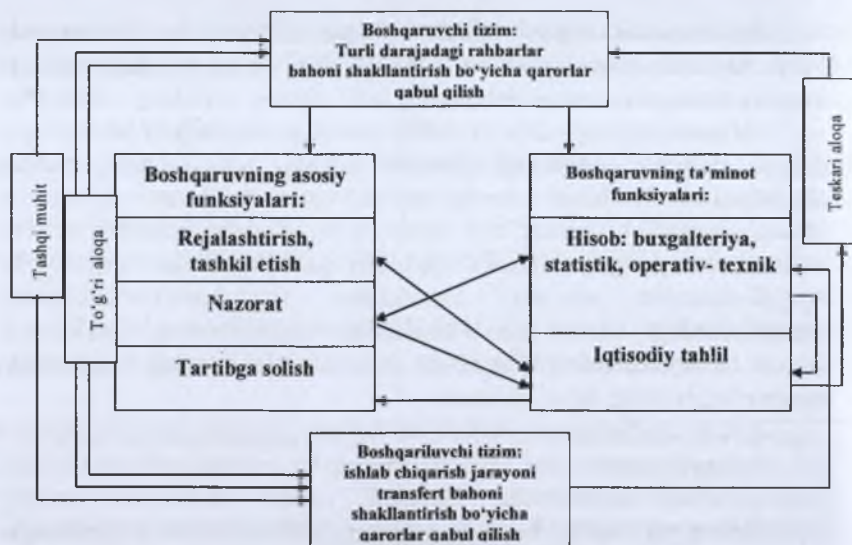 Boshqaruvchi tizim:
Turli darajadagi rahbarlar
bahoni shakllantirish bo‘yicha qarorlar
qabul qilish
Tashqi muhit
To‘g‘ri aloqa
Boshqaruvning asosiy
funksiyalari:
Rejalashtirish,
tashkil etish
Nazorat
Tartibga solish
Boshqaruvning ta’minot
funksiyalari:
Hisob: buxgalteriya,
statistik, operativ- texnik
Iqtisodiy tahlil
Teskari aloqa
Boshqariluvchi tizim:
ishlab chiqarish jarayoni
transfert bahoni
shakllantirish bo‘yicha
qarorlar qabul qilish